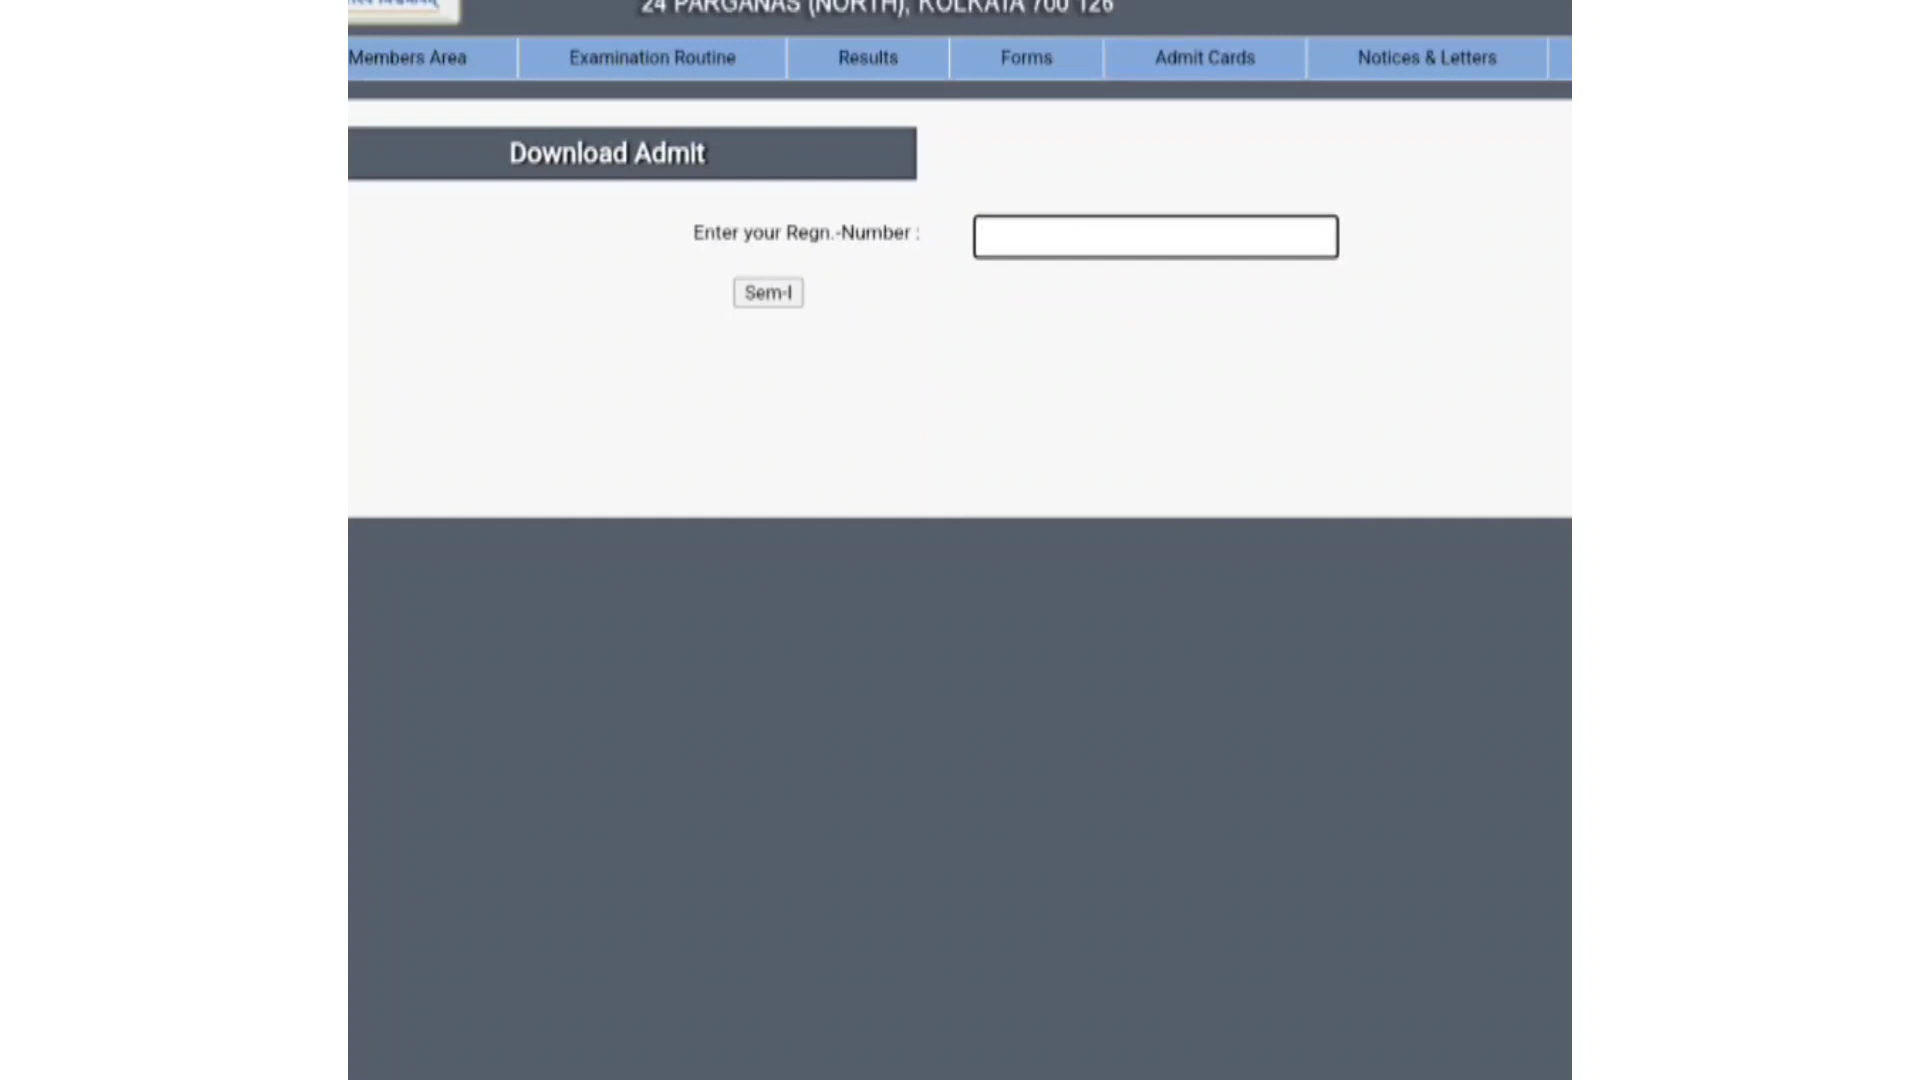 24 PARGANAS (NORTH), KOLKATA 700 126
Members Area Examination Routine Results Forms Admit Cards Notices & Letters
Download Admit
Enter your Regn.-Number :
Sem-I